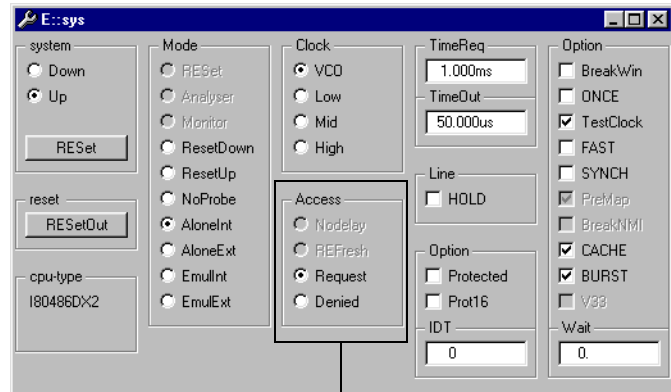 E::sys
system
Down
Up
RESet
reset
RESetOut
cpu-type
I80486DX2
Mode
RESet
Analyser
Monitor
ResetDown
ResetUp
NoProbe
AloneInt
AloneExt
EmulInt
EmulExt
Clock
VCO
Low
Mid
High
Access
Nodelay
REFresh
Request
Denied
TimeReq
1.000ms
TimeOut
50.000us
Line
HOLD
Option
Protected
Prot16
IDT
0
Option
BreakWin
ONCE
TestClock
FAST
SYNCH
PreMap
BreakNMI
CACHE
BURST
V33
Wait
0.